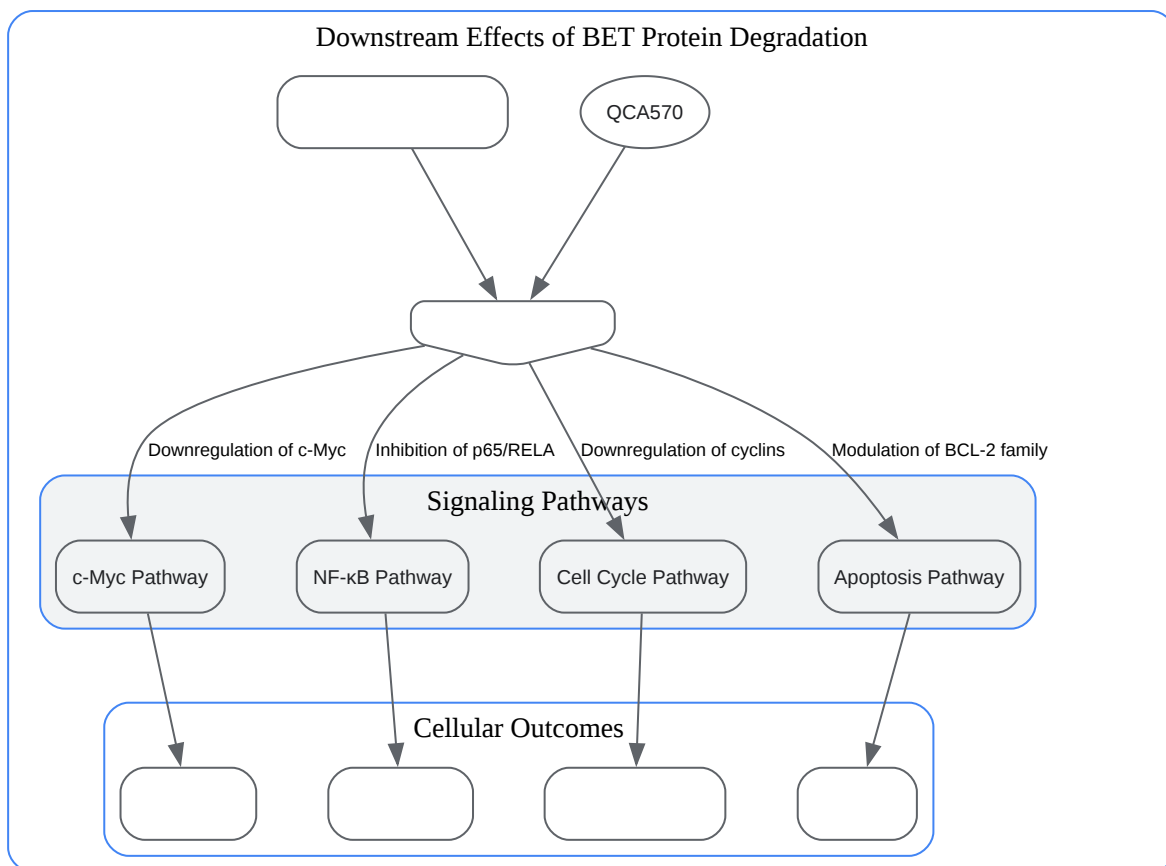 Downstream Effects of BET Protein Degradation
QCA570
Downregulation of c-Myc
Inhibition of p65/RELA
Downregulation of cyclins
Modulation of BCL-2 family
Signaling Pathways
c-Myc Pathway
NF-κB Pathway
Cell Cycle Pathway
Apoptosis Pathway
Cellular Outcomes